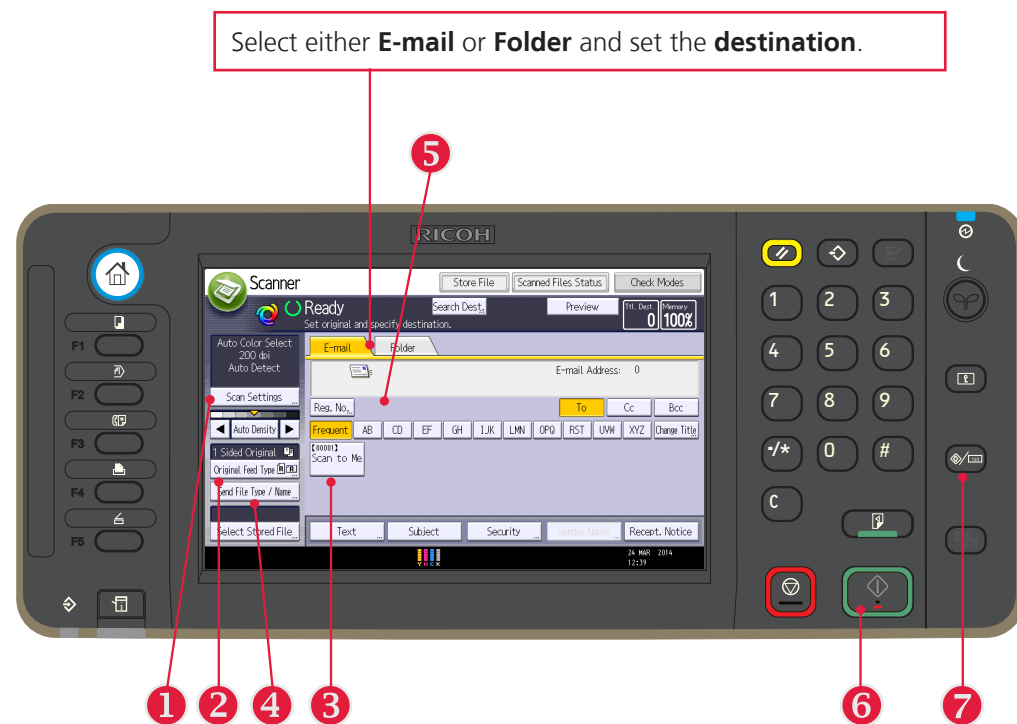 Select either E-mail or Folder and set the destination.
5
RICOH
Scanner
Store File
Scanned Files Status
Check Modes
Ready
Search Dest.
Preview
Ttl. Dest.
0
Memory
100%
Set original and specify destination.
Auto Color Select
200 dpi
Auto Detect
E-mail
Folder
E-mail Address: 0
Scan Settings
Reg. No.
To
Cc
Bcc
Auto Density
Frequent AB CD EF GH IJK LMN OPQ RST UVW XYZ Change Title
1 Sided Original
[00001]
Scan to Me
Original Feed Type
Send File Type / Name
Select Stored File
Text
Subject
Security
Sender Name
Recept. Notice
Y M C K
24 MAR 2014
12:39
F1
F2
F3
F4
F5
1 2 3
4 5 6
7 8 9
·/* 0 #
C
1 2 4 3 6 7